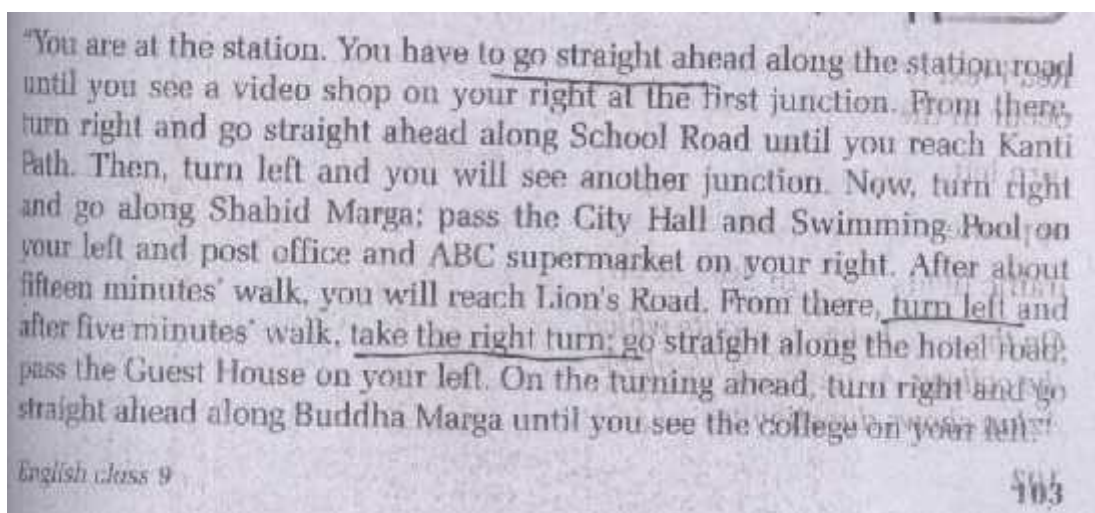 "You are at the station. You have to go straight ahead along the station road
until you see a video shop on your right at the first junction. From there,
turn right and go straight ahead along School Road until you reach Kanti
Path. Then, turn left and you will see another junction. Now, turn right
and go along Shahid Marga; pass the City Hall and Swimming Pool on
your left and post office and ABC supermarket on your right. After about
fifteen minutes' walk, you will reach Lion's Road. From there, turn left and
after five minutes' walk, take the right turn; go straight along the hotel road;
pass the Guest House on your left. On the turning ahead, turn right and go
straight ahead along Buddha Marga until you see the college on your left."
English class 9
103